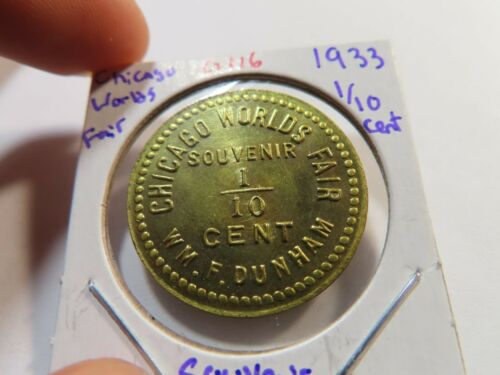 Chicago
Worlds
Fair
1933
1/10
cent
CHICAGO WORLDS FAIR
SOUVENIR
1
10
CENT
WM. F. DUNHAM